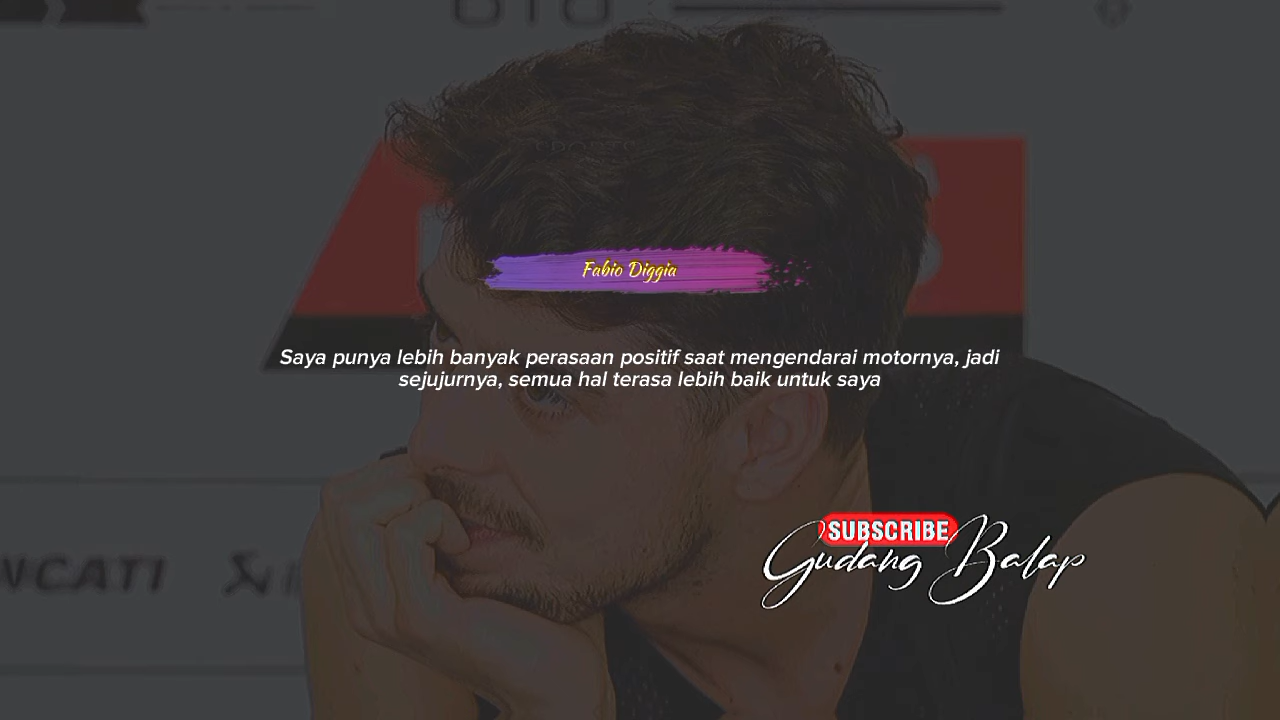 SPORTS
Fabio Diggia
Saya punya lebih banyak perasaan positif saat mengendarai motornya, jadi
sejujurnya, semua hal terasa lebih baik untuk saya
SUBSCRIBE
Gudang Balap